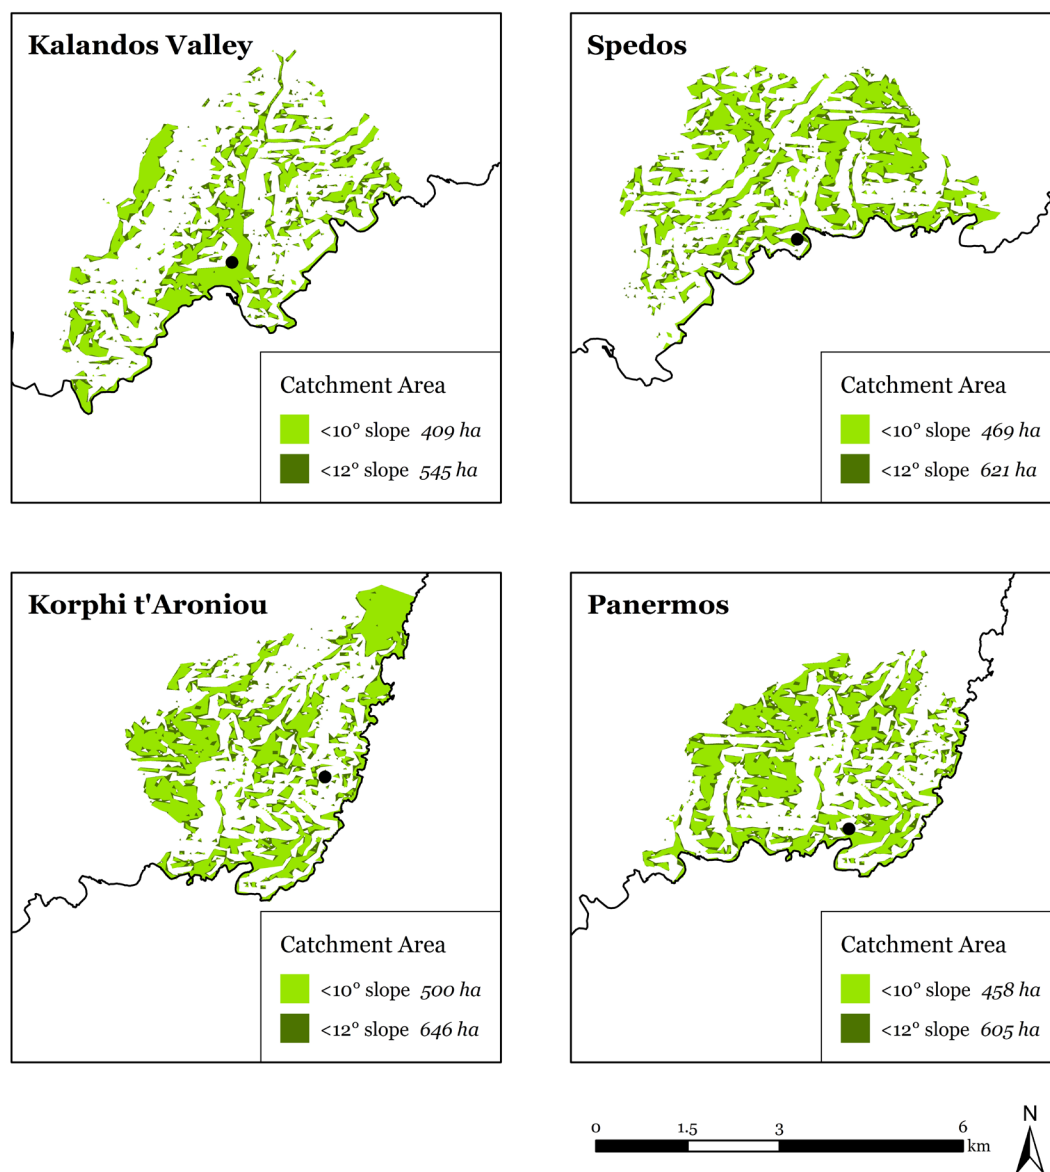 Kalandos Valley
Catchment Area
<10° slope 409 ha
<12° slope 545 ha
Spedos
Catchment Area
<10° slope 469 ha
<12° slope 621 ha
Korphi t'Aroniou
Catchment Area
<10° slope 500 ha
<12° slope 646 ha
Panermos
Catchment Area
<10° slope 458 ha
<12° slope 605 ha
0 1.5 3 6
km
N